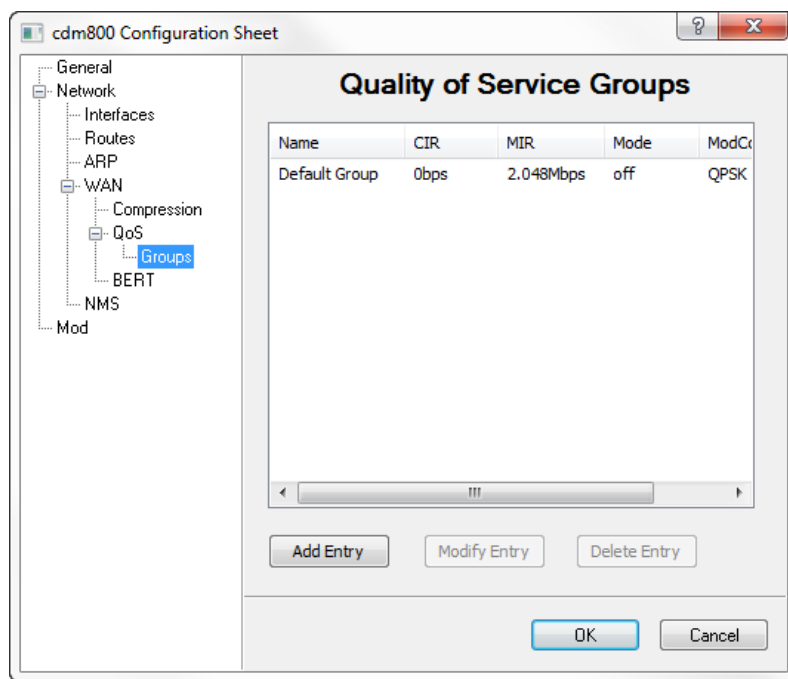 cdm800 Configuration Sheet
General
Network
Interfaces
Routes
ARP
WAN
Compression
QoS
Groups
BERT
NMS
Mod
Quality of Service Groups
Name CIR MIR Mode ModCo
Default Group 0bps 2.048Mbps off QPSK
Add Entry Modify Entry Delete Entry
OK Cancel